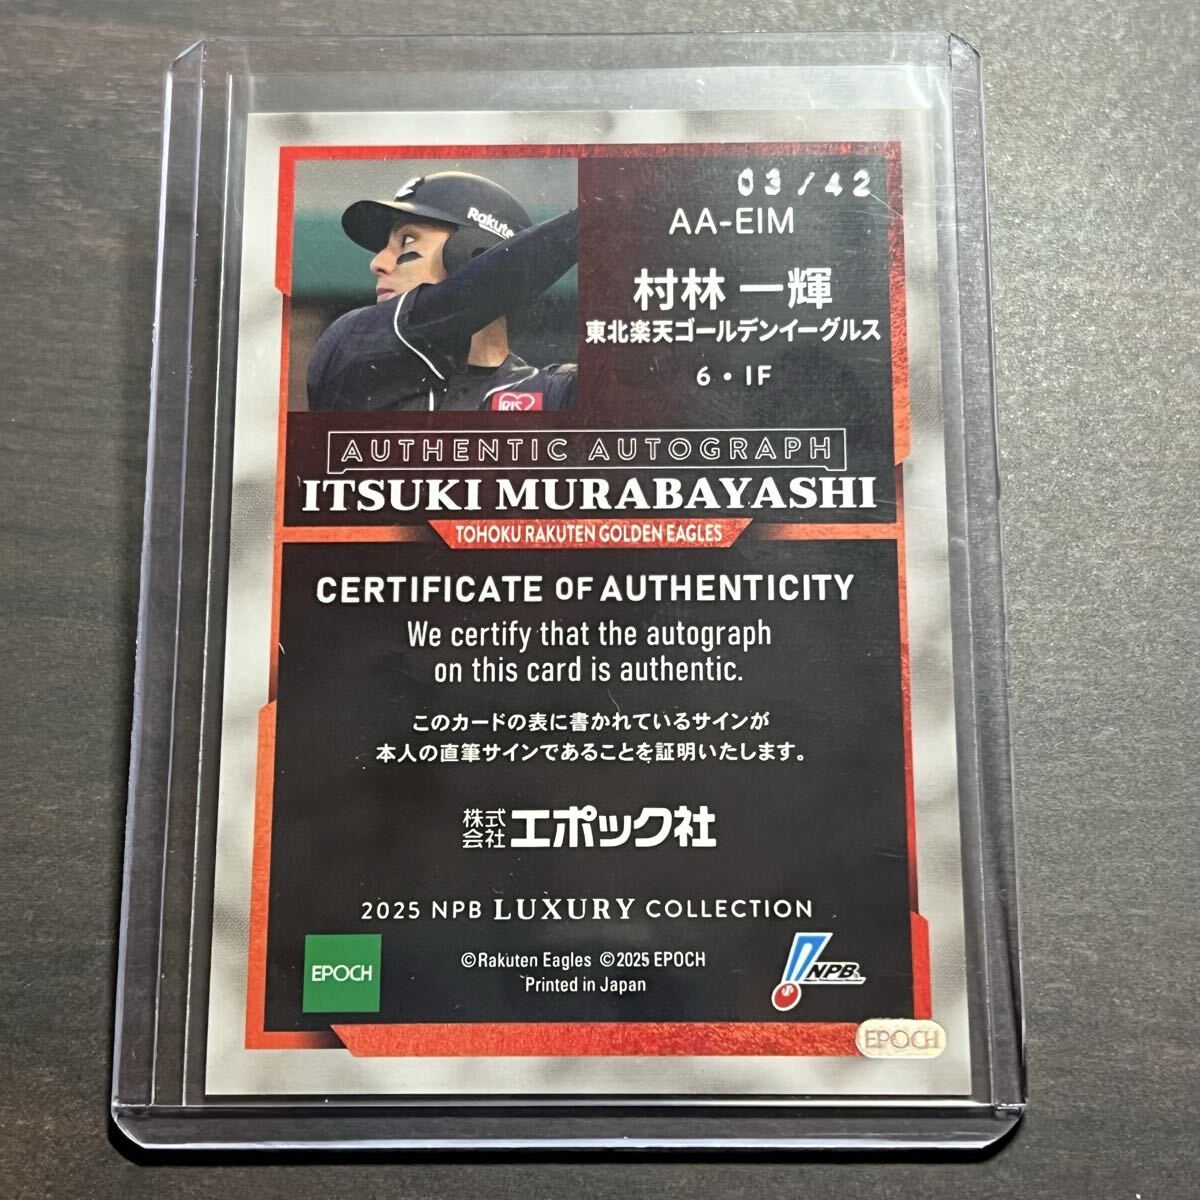 03/42
AA-EIM
Rakute
村林 一輝
東北楽天ゴールデンイーグルス
6・IF
IRIS
AUTHENTIC AUTOGRAPH
ITSUKI MURABAYASHI
TOHOKU RAKUTEN GOLDEN EAGLES
CERTIFICATE OF AUTHENTICITY
We certify that the autograph
on this card is authentic.
このカードの表に書かれているサインが
本人の直筆サインであることを証明いたします。
株式会社エポック社
2025 NPB LUXURY COLLECTION
EPOCH
©Rakuten Eagles ©2025 EPOCH
Printed in Japan
NPB
EPOCH